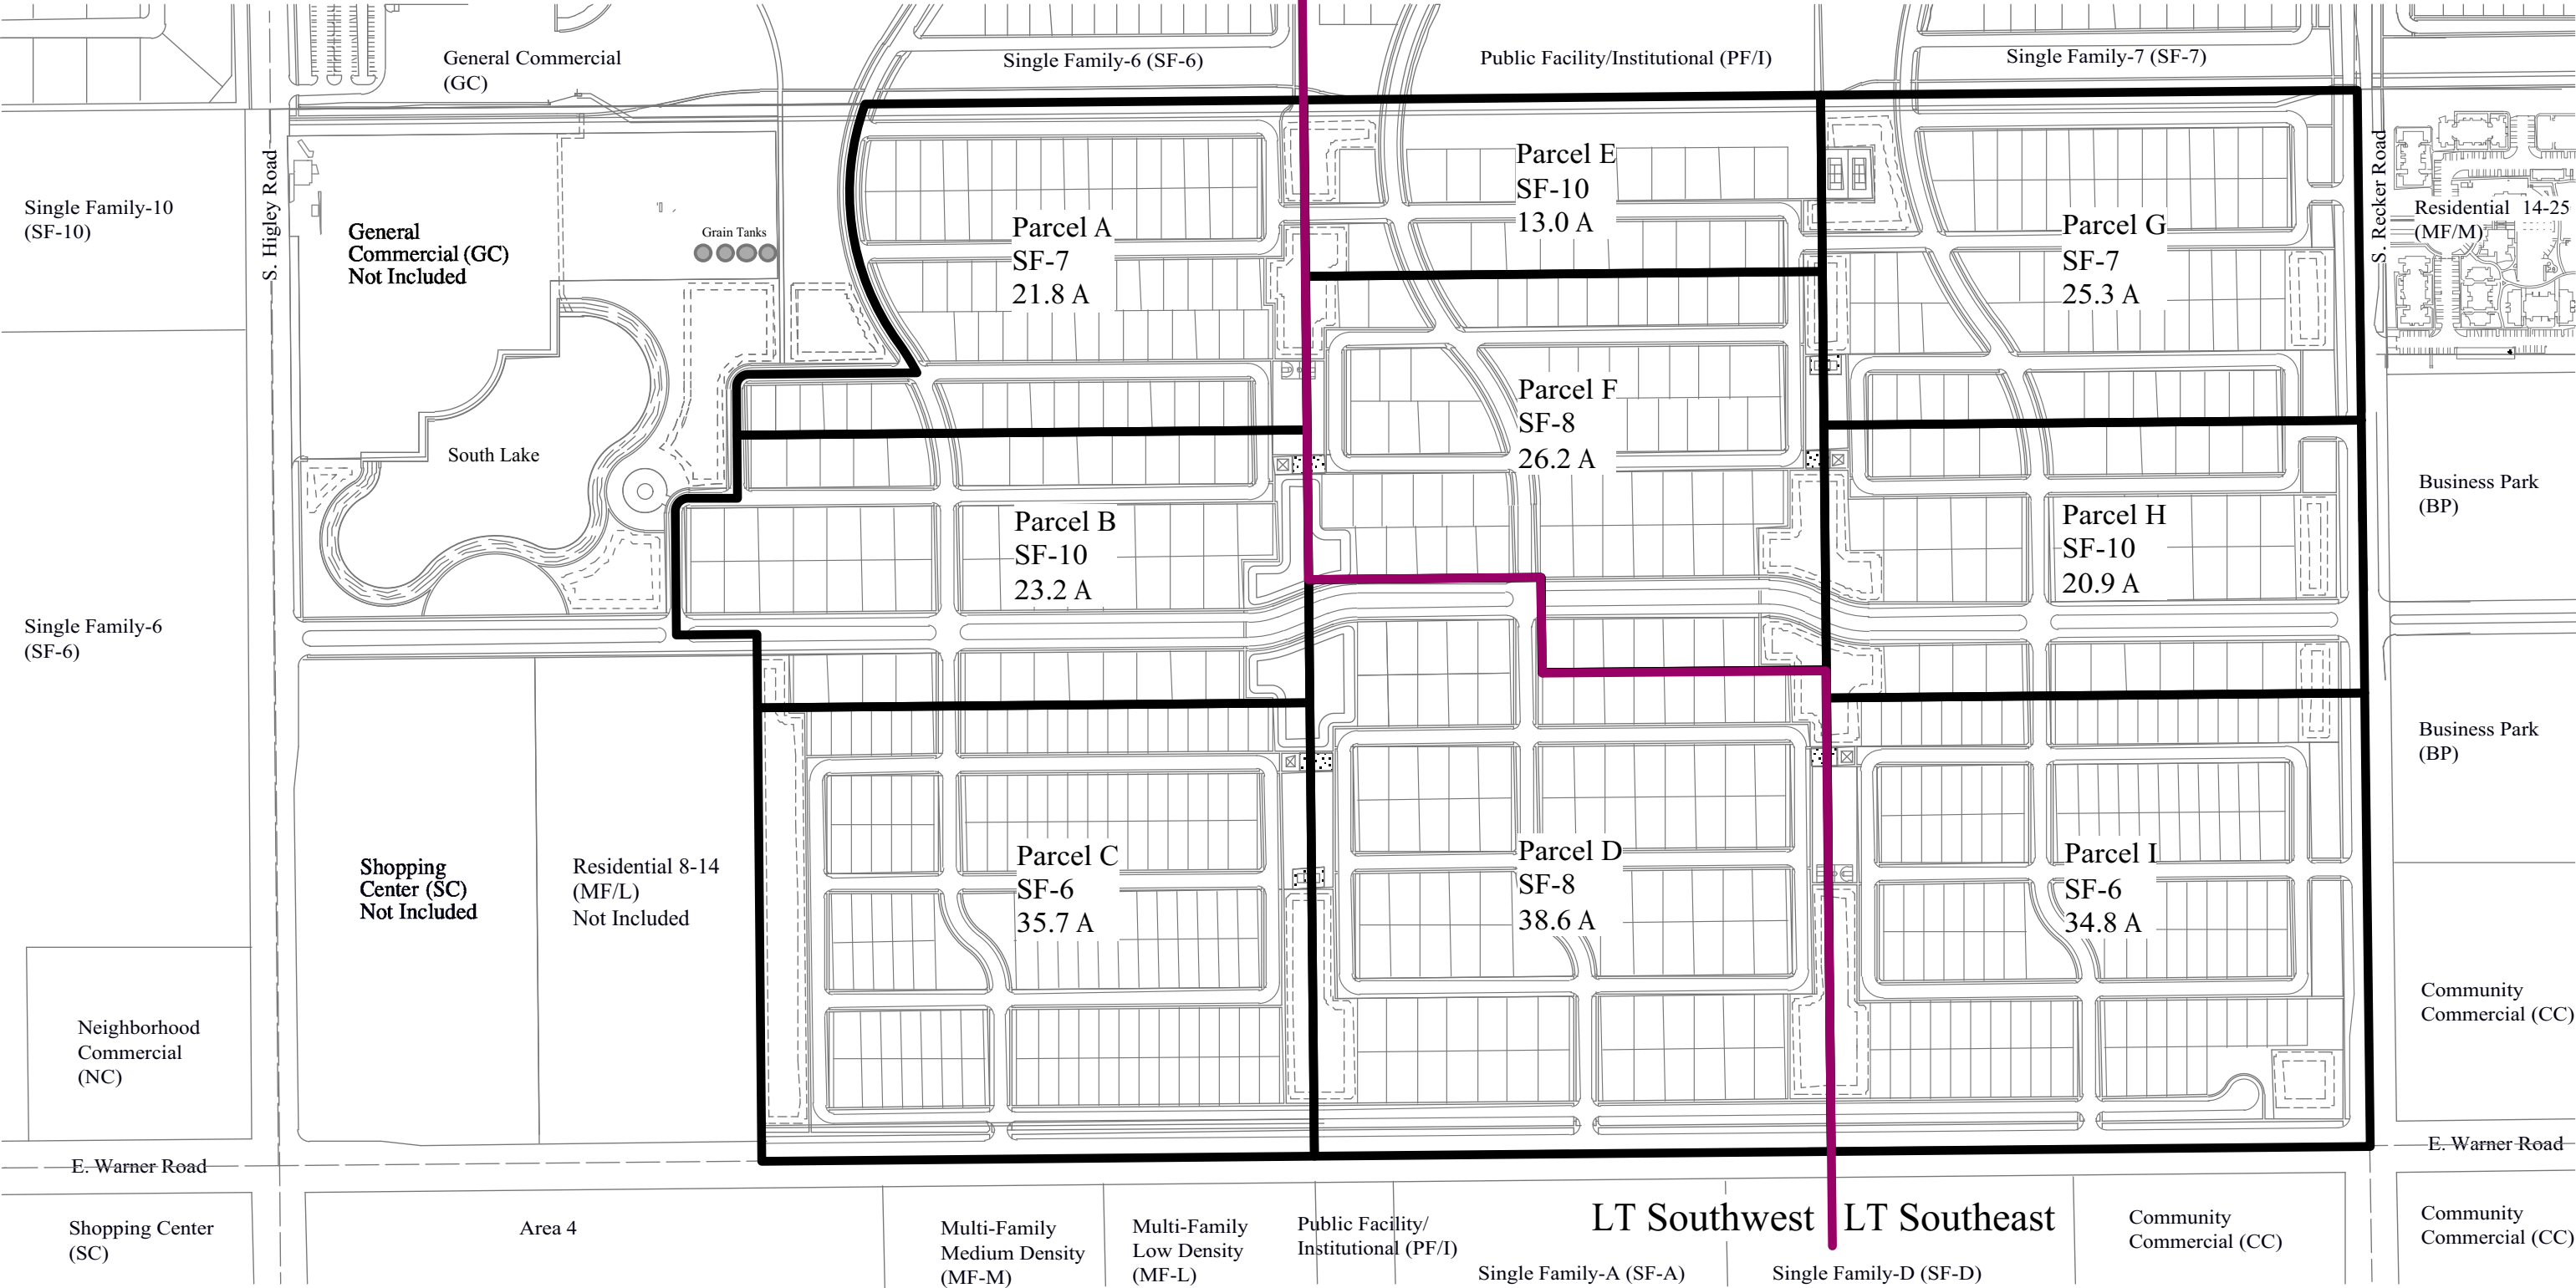 General Commercial
(GC)
Single Family-6 (SF-6)
Public Facility/Institutional (PF/I)
Single Family-7 (SF-7)
Single Family-10
(SF-10)
S. Higley Road
General
Commercial (GC)
Not Included
Grain Tanks
Parcel A
SF-7
21.8 A
Parcel E
SF-10
13.0 A
Parcel G
SF-7
25.3 A
S. Recker Road
Residential 14-25
(MF/M)
South Lake
Parcel F
SF-8
26.2 A
Parcel B
SF-10
23.2 A
Parcel H
SF-10
20.9 A
Business Park
(BP)
Single Family-6
(SF-6)
Business Park
(BP)
Shopping
Center (SC)
Not Included
Residential 8-14
(MF/L)
Not Included
Parcel C
SF-6
35.7 A
Parcel D
SF-8
38.6 A
Parcel I
SF-6
34.8 A
Neighborhood
Commercial
(NC)
Community
Commercial (CC)
E. Warner Road
E. Warner Road
Shopping Center
(SC)
Area 4
Multi-Family
Medium Density
(MF-M)
Multi-Family
Low Density
(MF-L)
Public Facility/
Institutional (PF/I)
LT Southwest
LT Southeast
Single Family-A (SF-A)
Single Family-D (SF-D)
Community
Commercial (CC)
Community
Commercial (CC)